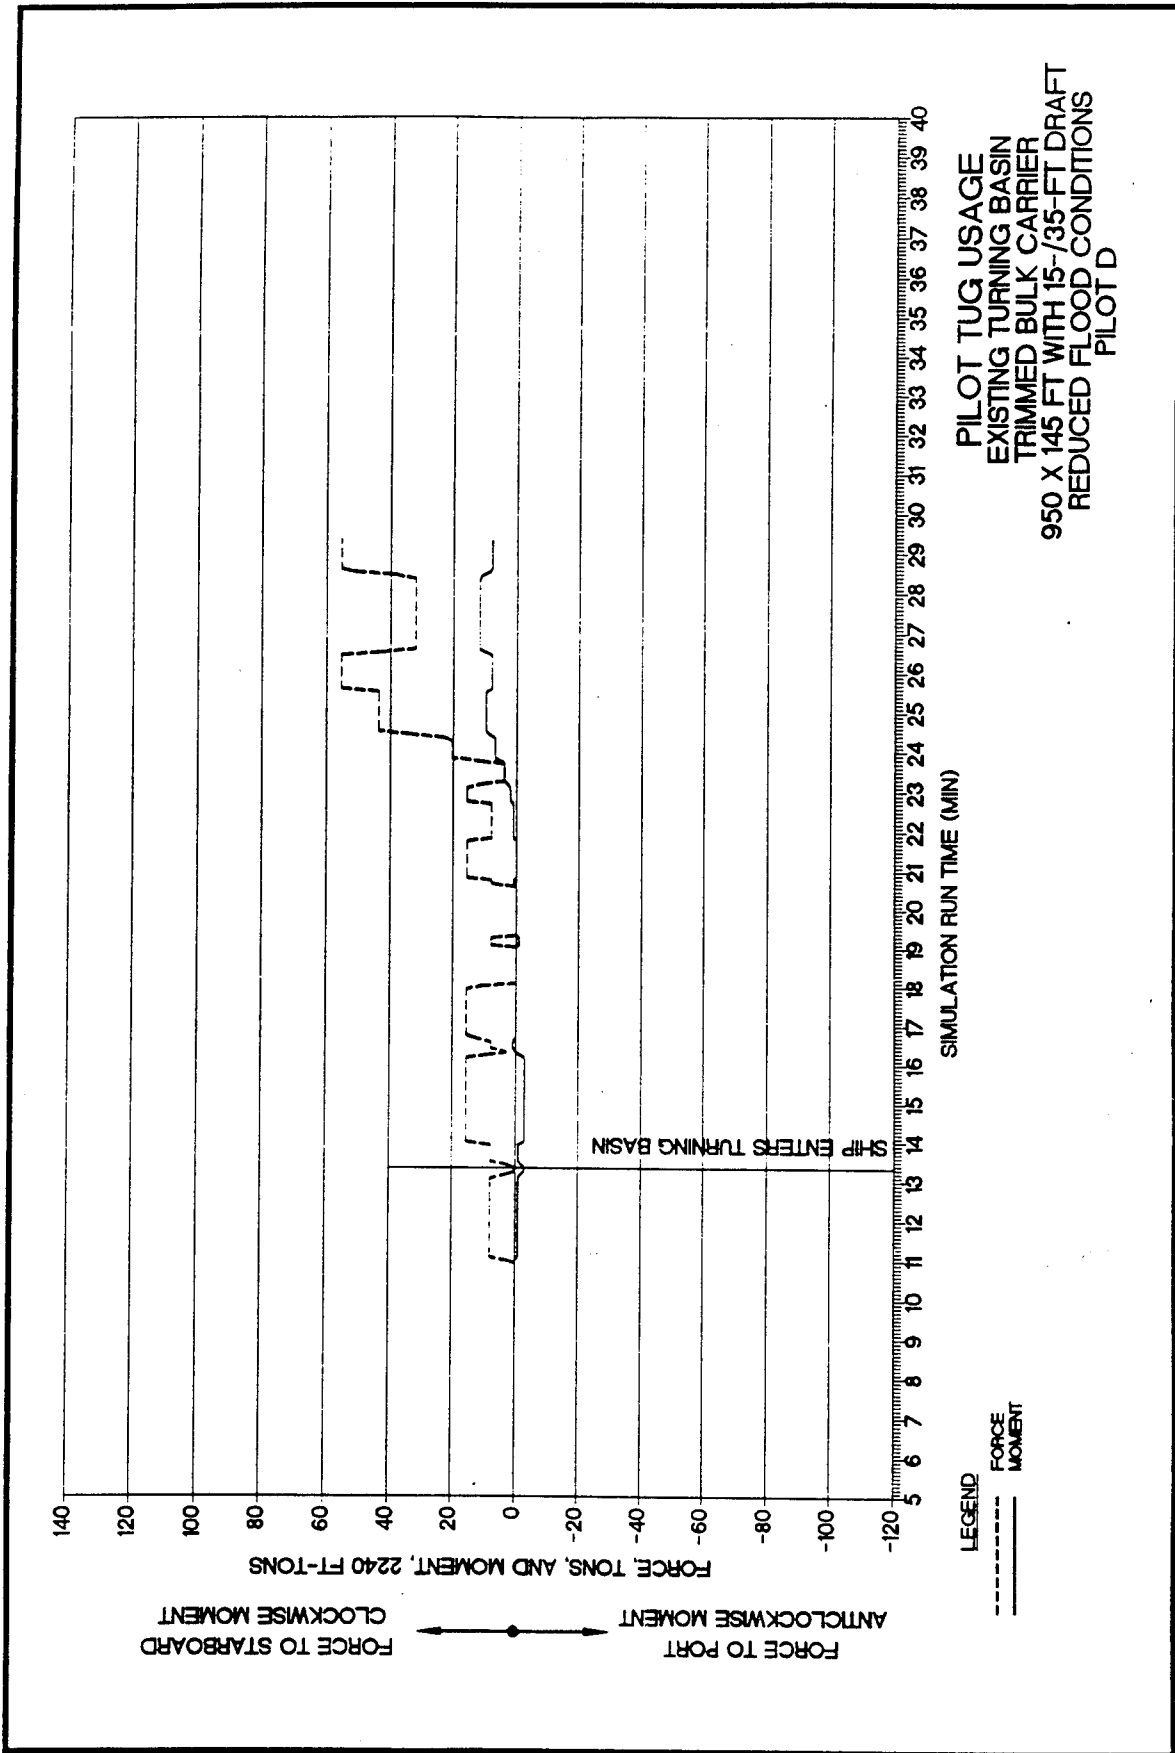 140
120
100
80
60
40
20
0
-20
-40
-60
-80
-100
-120
FORCE, TONS, AND MOMENT, 2240 FT-TONS
FORCE TO STARBOARD
CLOCKWISE MOMENT
FORCE TO PORT
ANTICLOCKWISE MOMENT
SHIP ENTERS TURNING BASIN
5 6 7 8 9 10 11 12 13 14 15 16 17 18 19 20 21 22 23 24 25 26 27 28 29 30 31 32 33 34 35 36 37 38 39 40
SIMULATION RUN TIME (MIN)
LEGEND
FORCE
MOMENT
PILOT TUG USAGE
EXISTING TURNING BASIN
TRIMMED BULK CARRIER
950 X 145 FT WITH 15-/35-FT DRAFT
REDUCED FLOOD CONDITIONS
PILOT D